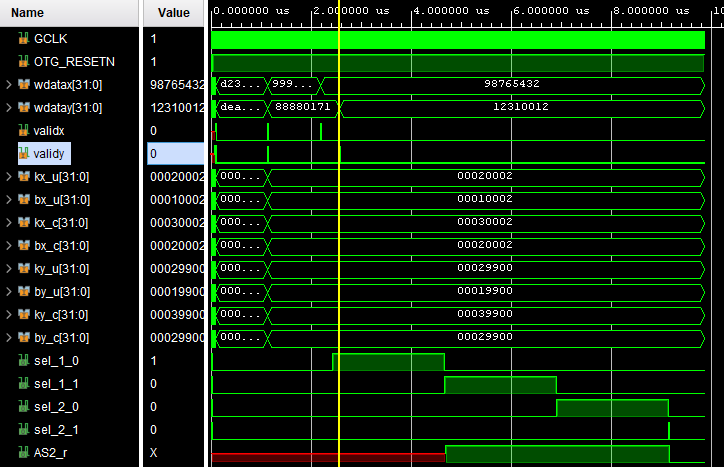 Name Value 0.000000 us 2.000000 us 4.000000 us 6.000000 us 8.000000 us 10
GCLK 1
OTG_RESETN 1
wdatax[31:0] 98765432 d23... 999... 98765432
wdatay[31:0] 12310012 dea... 88880171 12310012
validx 0
validy 0
kx_u[31:0] 00020002 000... 00020002
bx_u[31:0] 00010002 000... 00010002
kx_c[31:0] 00030002 000... 00030002
bx_c[31:0] 00020002 000... 00020002
ky_u[31:0] 00029900 000... 00029900
by_u[31:0] 00019900 000... 00019900
ky_c[31:0] 00039900 000... 00039900
by_c[31:0] 00029900 000... 00029900
sel_1_0 1
sel_1_1 0
sel_2_0 0
sel_2_1 0
AS2_r X